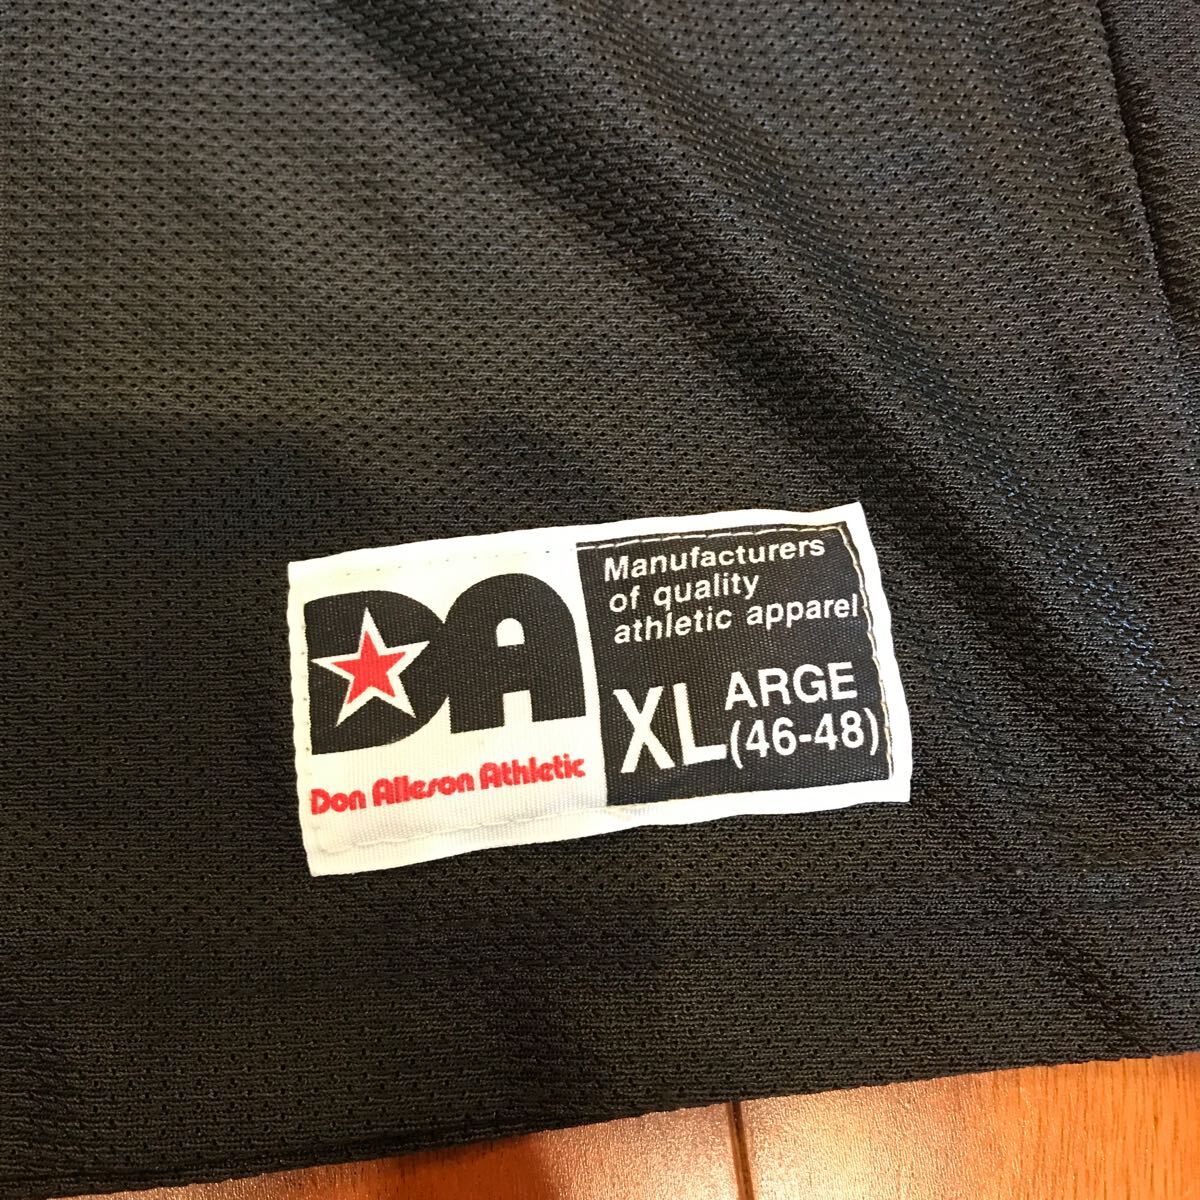 DA
Don Alleson Athletic
Manufacturers
of quality
athletic apparel
XLARGE
(46-48)